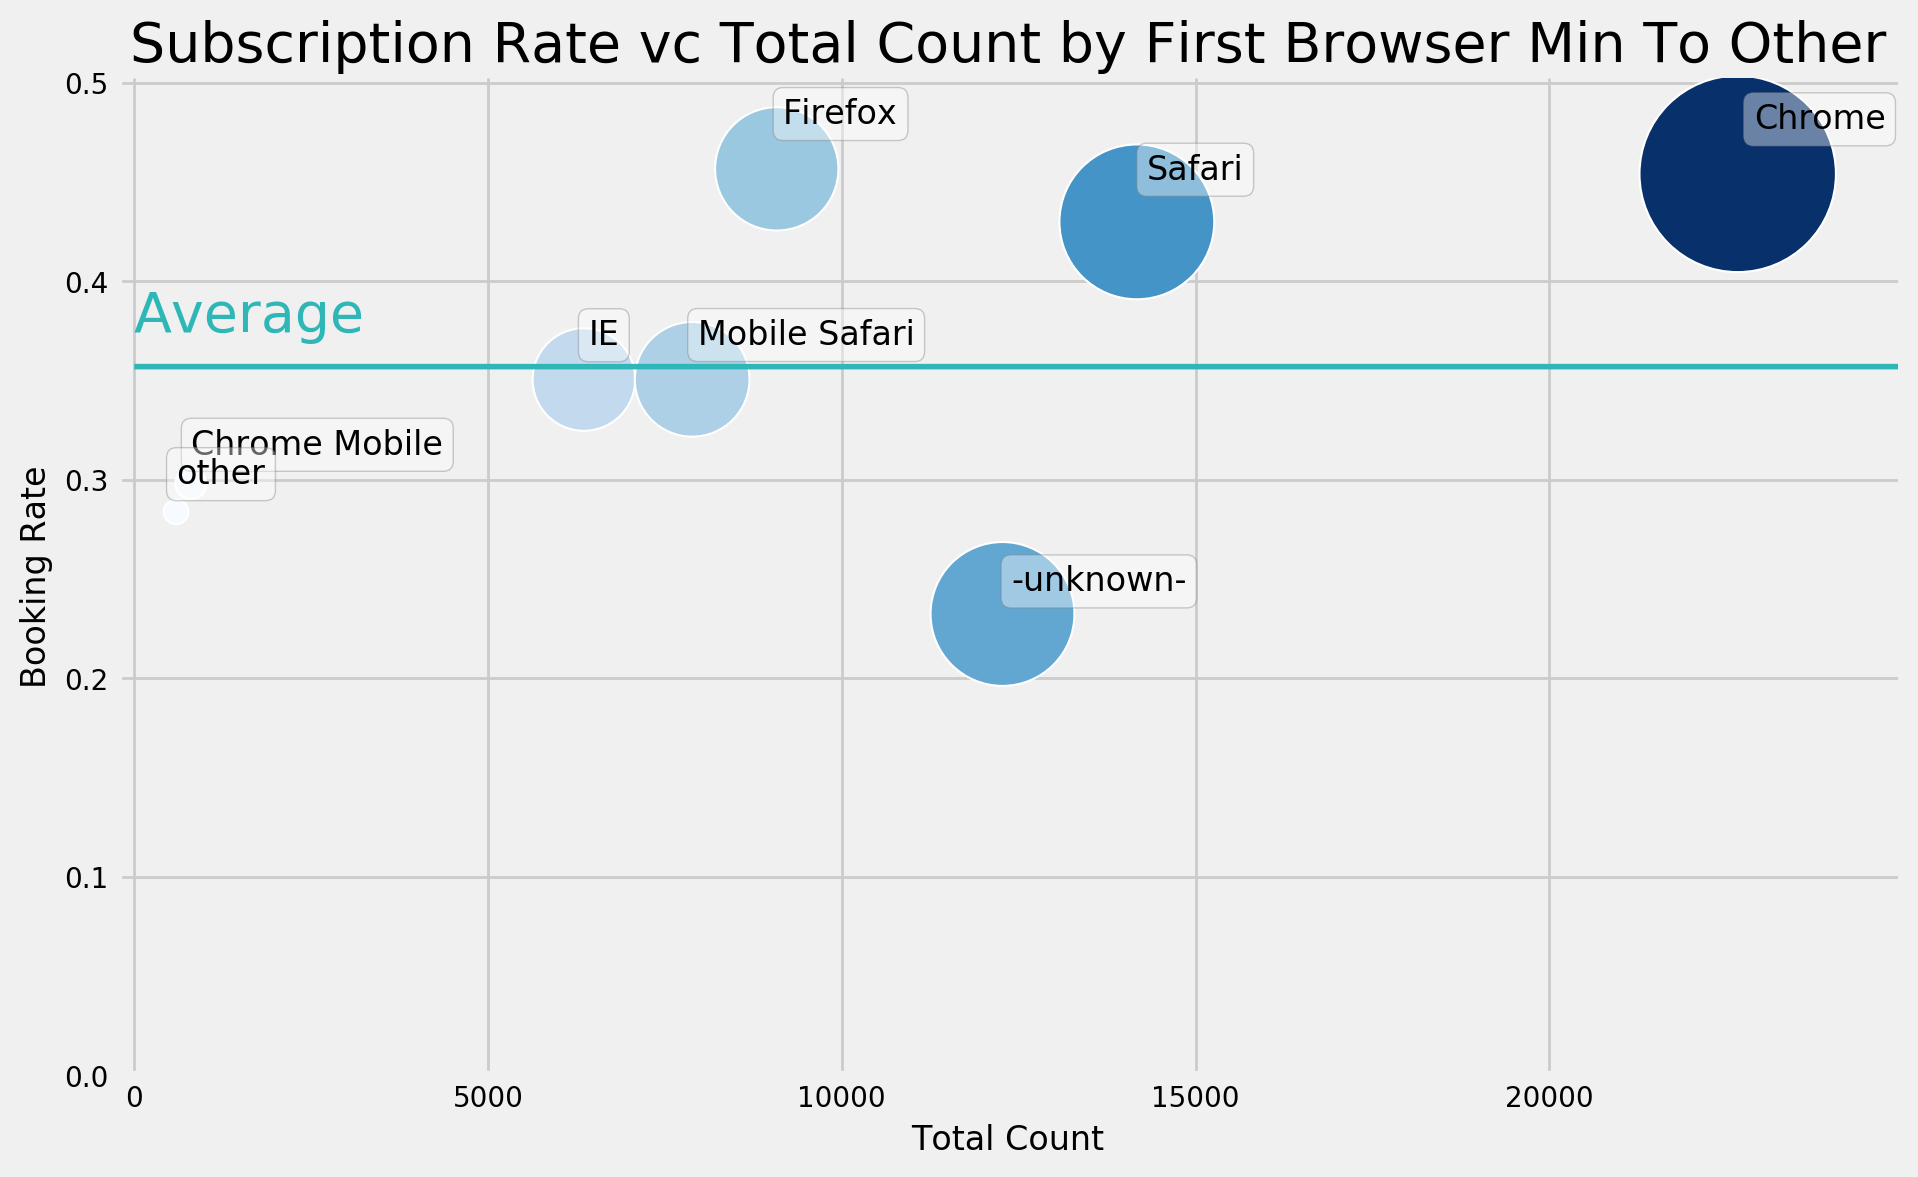 Subscription Rate vc Total Count by First Browser Min To Other
0.5
Firefox
Chrome
Safari
0.4
Average
IE
Mobile Safari
Chrome Mobile
other
0.3
Booking Rate
-unknown-
0.2
0.1
0.0
0 5000 10000 15000 20000
Total Count